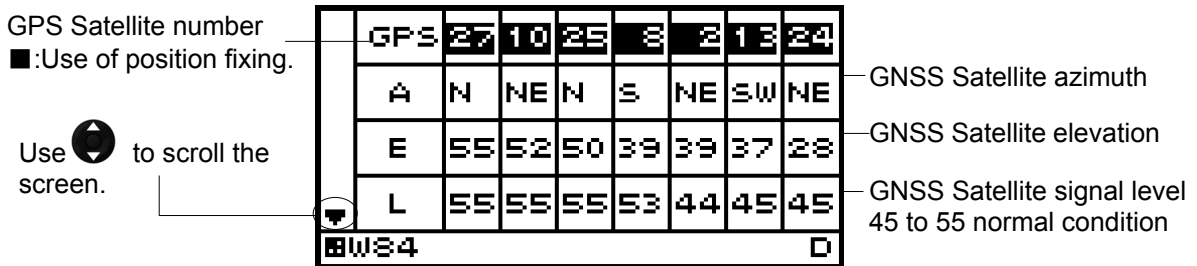 GPS Satellite number
■:Use of position fixing.
Use to scroll the
screen.
GPS 27 10 25 8 2 13 24
A N NE N S NE SW NE
E 55 52 50 39 39 37 28
L 55 55 55 53 44 45 45
W84 D
GNSS Satellite azimuth
GNSS Satellite elevation
GNSS Satellite signal level
45 to 55 normal condition